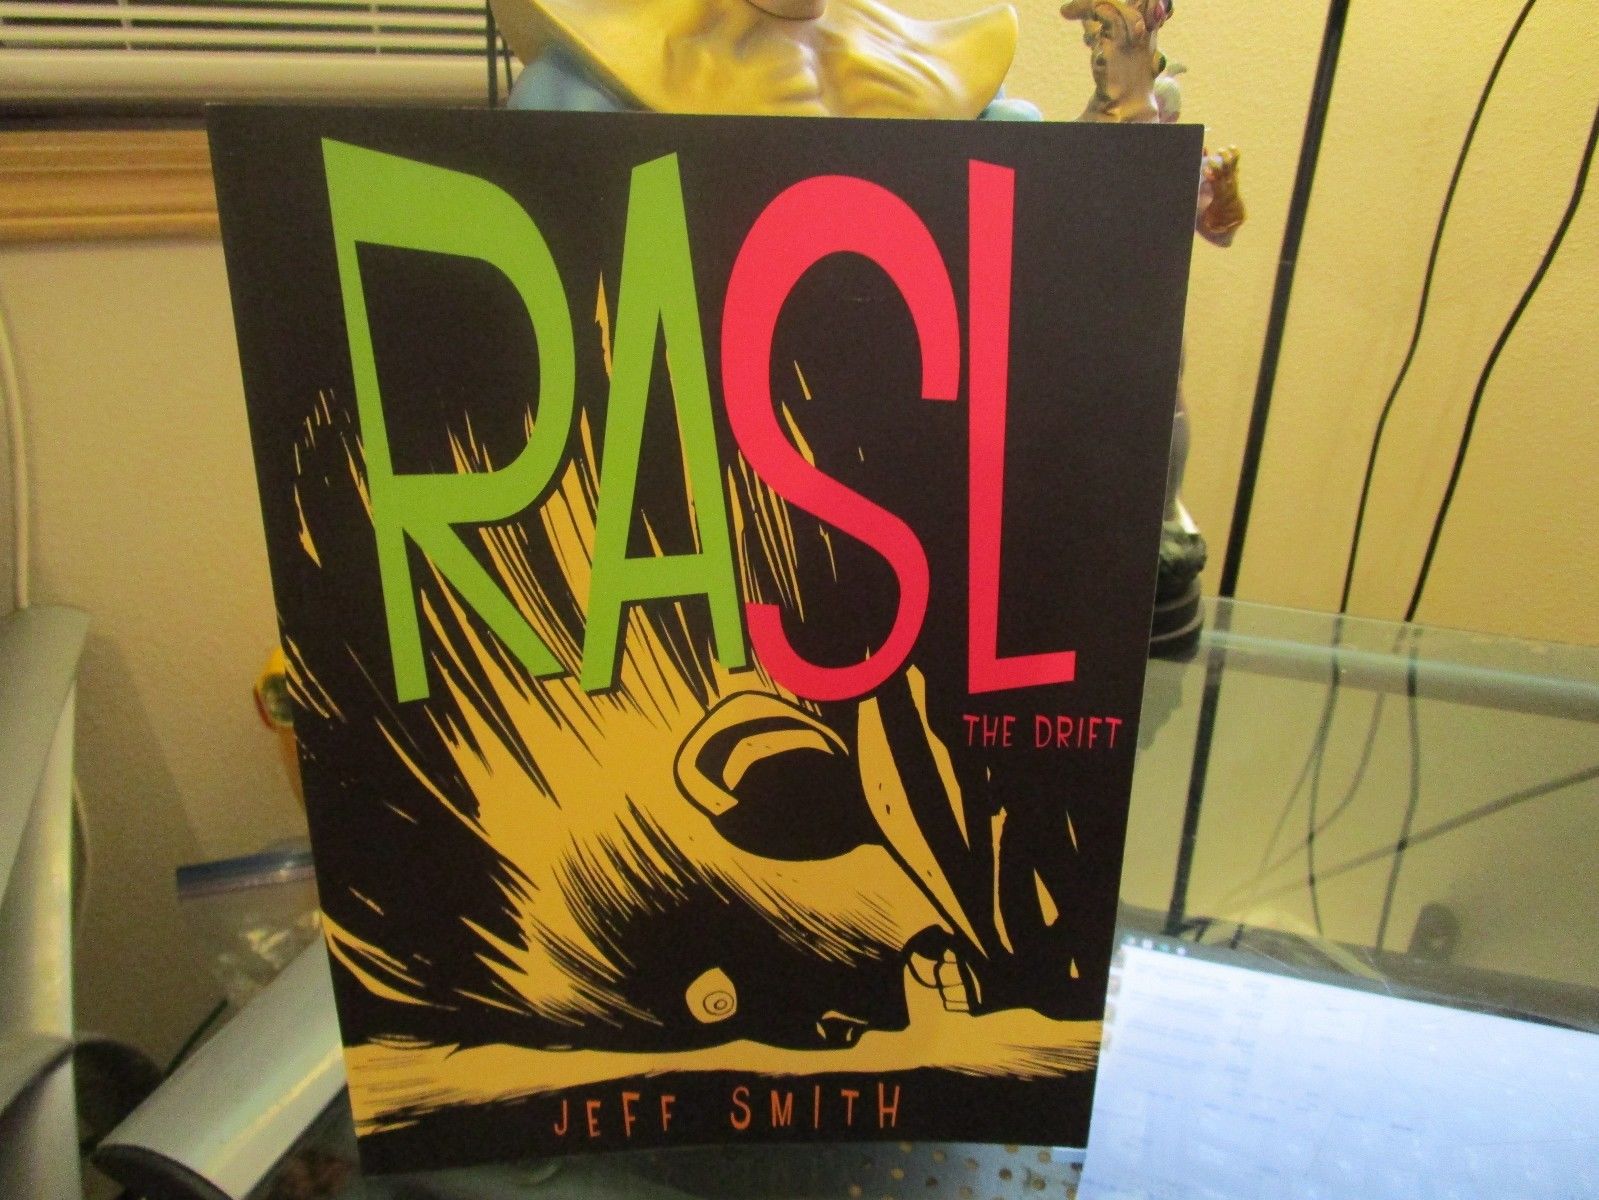 RASL
THE DRIFT
JEFF SMITH